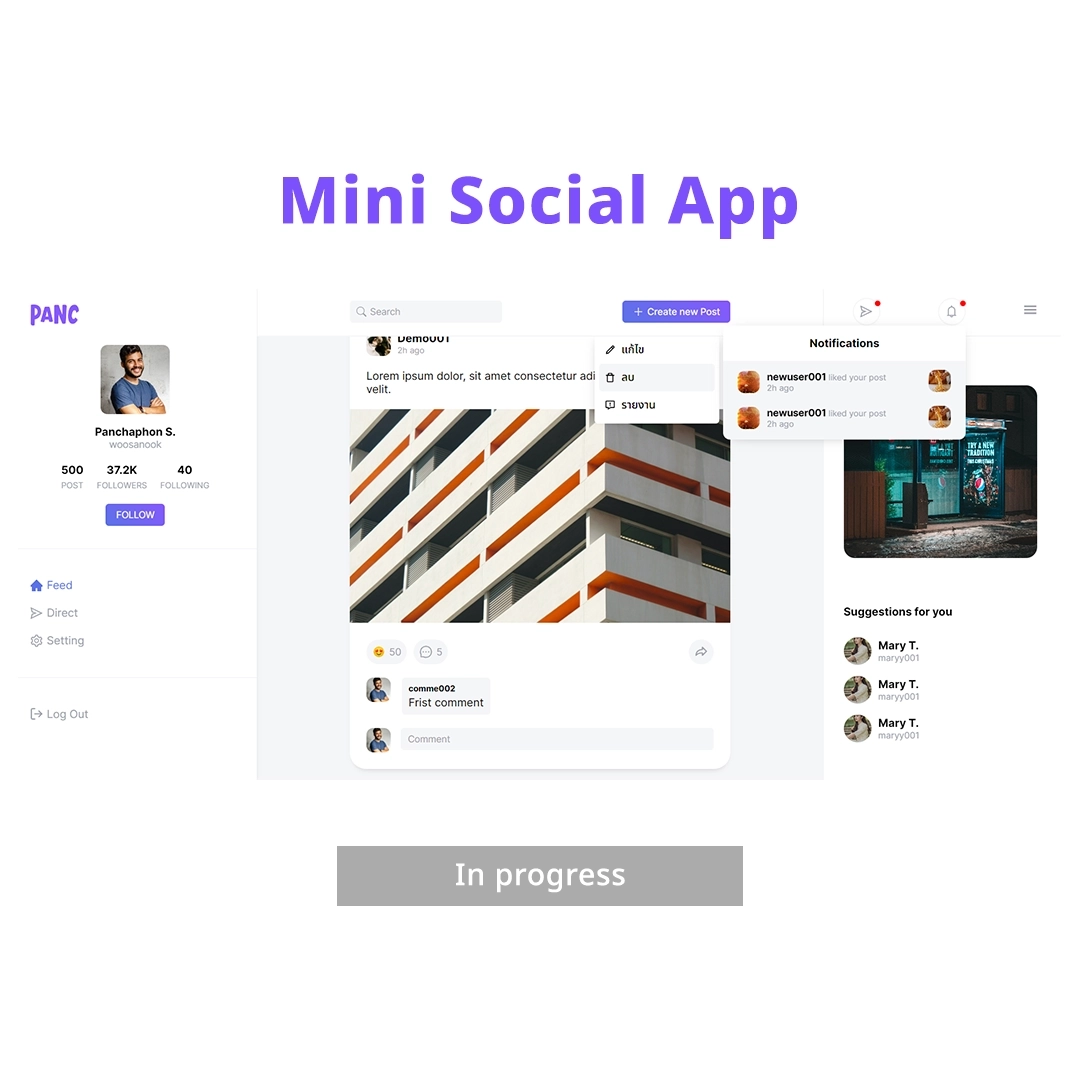 Mini Social App
PANC
Panchaphon S.
woosanook
500 37.2K 40
POST FOLLOWERS FOLLOWING
FOLLOW
Feed
Direct
Setting
Log Out
Search
Create new Post
Demo001
2h ago
Lorem ipsum dolor, sit amet consectetur adi
velit.
แก้ไข
ลบ
รายงาน
50 5
comme002
Frist comment
Comment
Notifications
newuser001 liked your post
2h ago
newuser001 liked your post
2h ago
TRY A NEW
TRADITION
THIS CHRISTMAS
Suggestions for you
Mary T.
maryy001
Mary T.
maryy001
Mary T.
maryy001
In progress